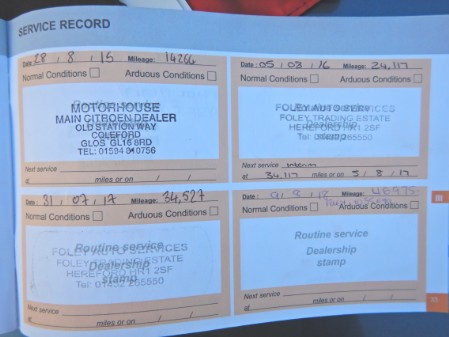 SERVICE RECORD
Date: 28 / 8 / 15 Mileage: 14266
Normal Conditions Arduous Conditions
MOTORHOUSE
MAIN CITROEN DEALER
OLD STATION WAY
COLEFORD
GLOS GL16 8RD
TEL: 01594 810756
Next service
at miles or on / /
Date: 05 / 08 / 16 Mileage: 24,117
Normal Conditions Arduous Conditions
FOLEY AUTO SERVICES
FOLEY TRADING ESTATE
HEREFORD HR1 2SF
Next service interim
at 34,117 miles or on 5 / 8 / 17
Date: 31 / 07 / 17 Mileage: 34,527
Normal Conditions Arduous Conditions
Routine service
FOLEY AUTO SERVICES
FOLEY TRADING ESTATE
Dealership
HEREFORD HR1 2SF
stamp
Next service
at miles or on / /
Date: Mileage:
Normal Conditions Arduous Conditions
Routine service
Dealership
stamp
Next service
at miles or on / /